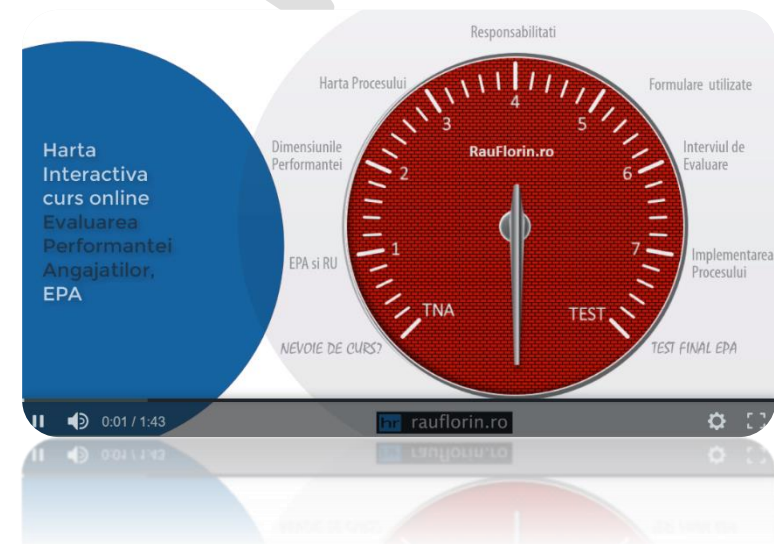 Harta
Interactiva
curs online
Evaluarea
Performantei
Angajatilor,
EPA
Responsabilitati
Harta Procesului
Formulare utilizate
Dimensiunile
Performantei
Interviul de
Evaluare
EPA si RU
Implementarea
Procesului
NEVOIE DE CURS?
TEST FINAL EPA
RauFlorin.ro
TNA
1
2
3
4
5
6
7
TEST
0:01 / 1:43
hr rauflorin.ro